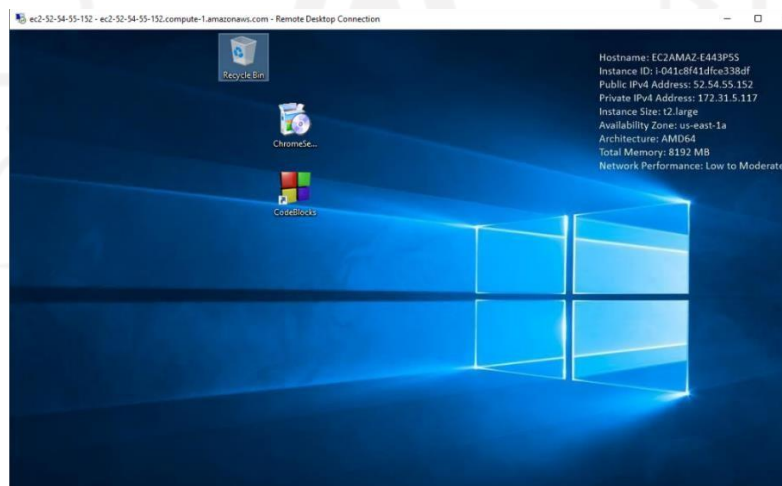 ec2-52-54-55-152 - ec2-52-54-55-152.compute-1.amazonaws.com - Remote Desktop Connection
Recycle Bin
ChromeSe...
CodeBlocks
Hostname: EC2AMAZ-E443PSS
Instance ID: i-041c8f41dfce338df
Public IPv4 Address: 52.54.55.152
Private IPv4 Address: 172.31.5.117
Instance Size: t2.large
Availability Zone: us-east-1a
Architecture: AMD64
Total Memory: 8192 MB
Network Performance: Low to Moderate